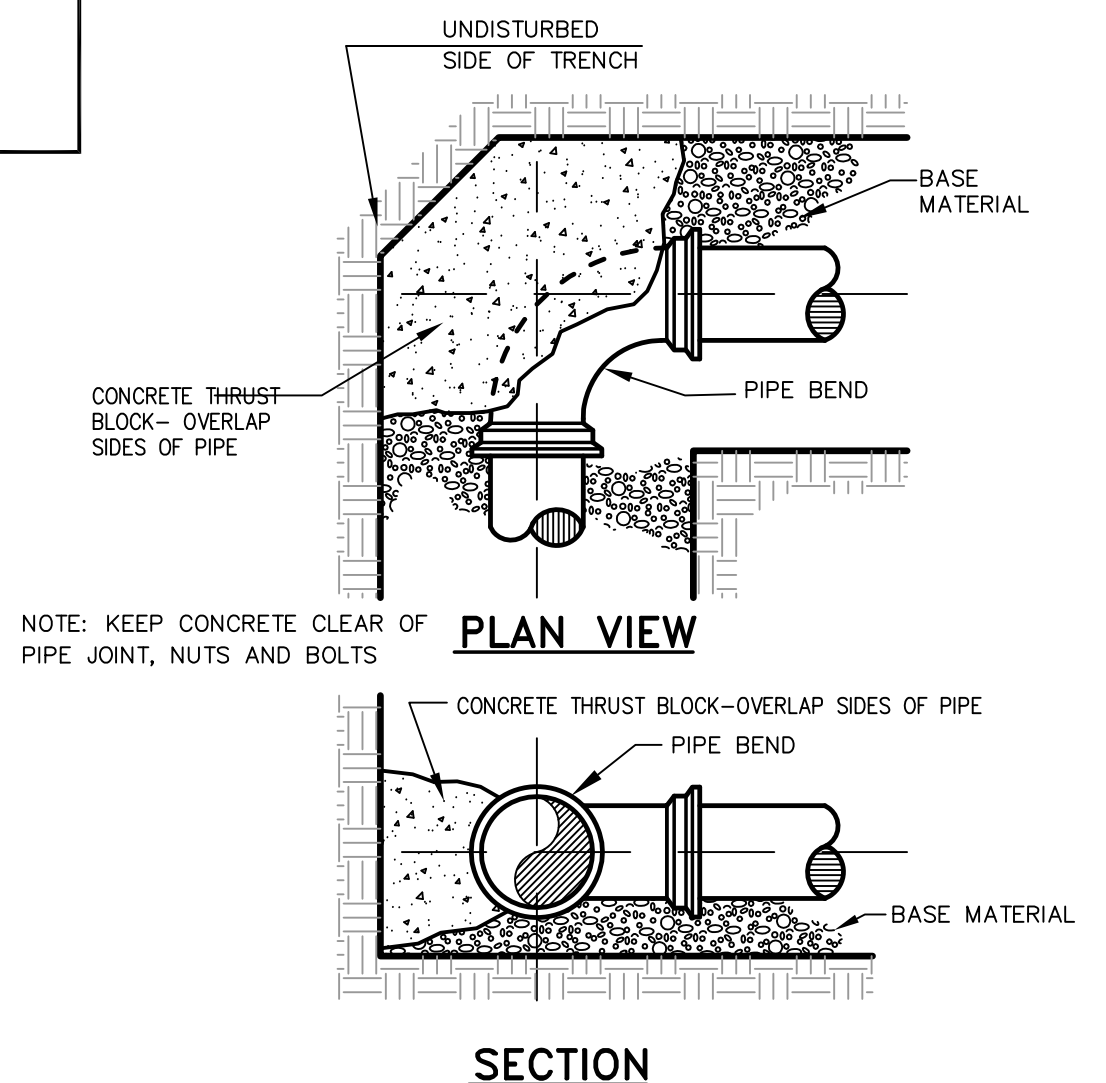 UNDISTURBED
SIDE OF TRENCH
BASE
MATERIAL
CONCRETE THRUST
BLOCK- OVERLAP
SIDES OF PIPE
PIPE BEND
NOTE: KEEP CONCRETE CLEAR OF
PIPE JOINT, NUTS AND BOLTS
PLAN VIEW
CONCRETE THRUST BLOCK-OVERLAP SIDES OF PIPE
PIPE BEND
BASE MATERIAL
SECTION